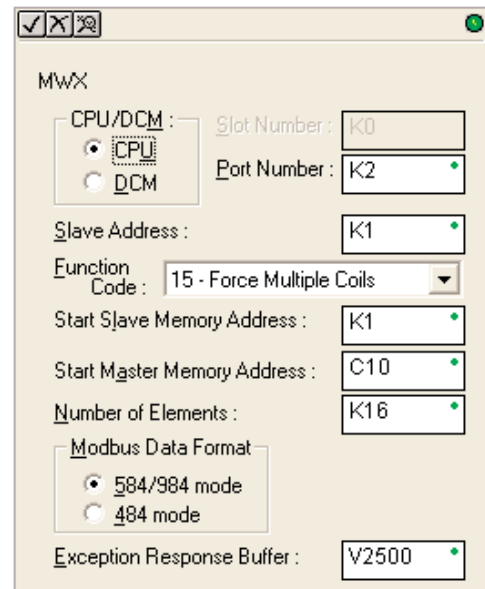 MWX
CPU/DCM :
CPU
DCM
Slot Number : K0
Port Number : K2
Slave Address : K1
Function Code : 15 - Force Multiple Coils
Start Slave Memory Address : K1
Start Master Memory Address : C10
Number of Elements : K16
Modbus Data Format
584/984 mode
484 mode
Exception Response Buffer : V2500